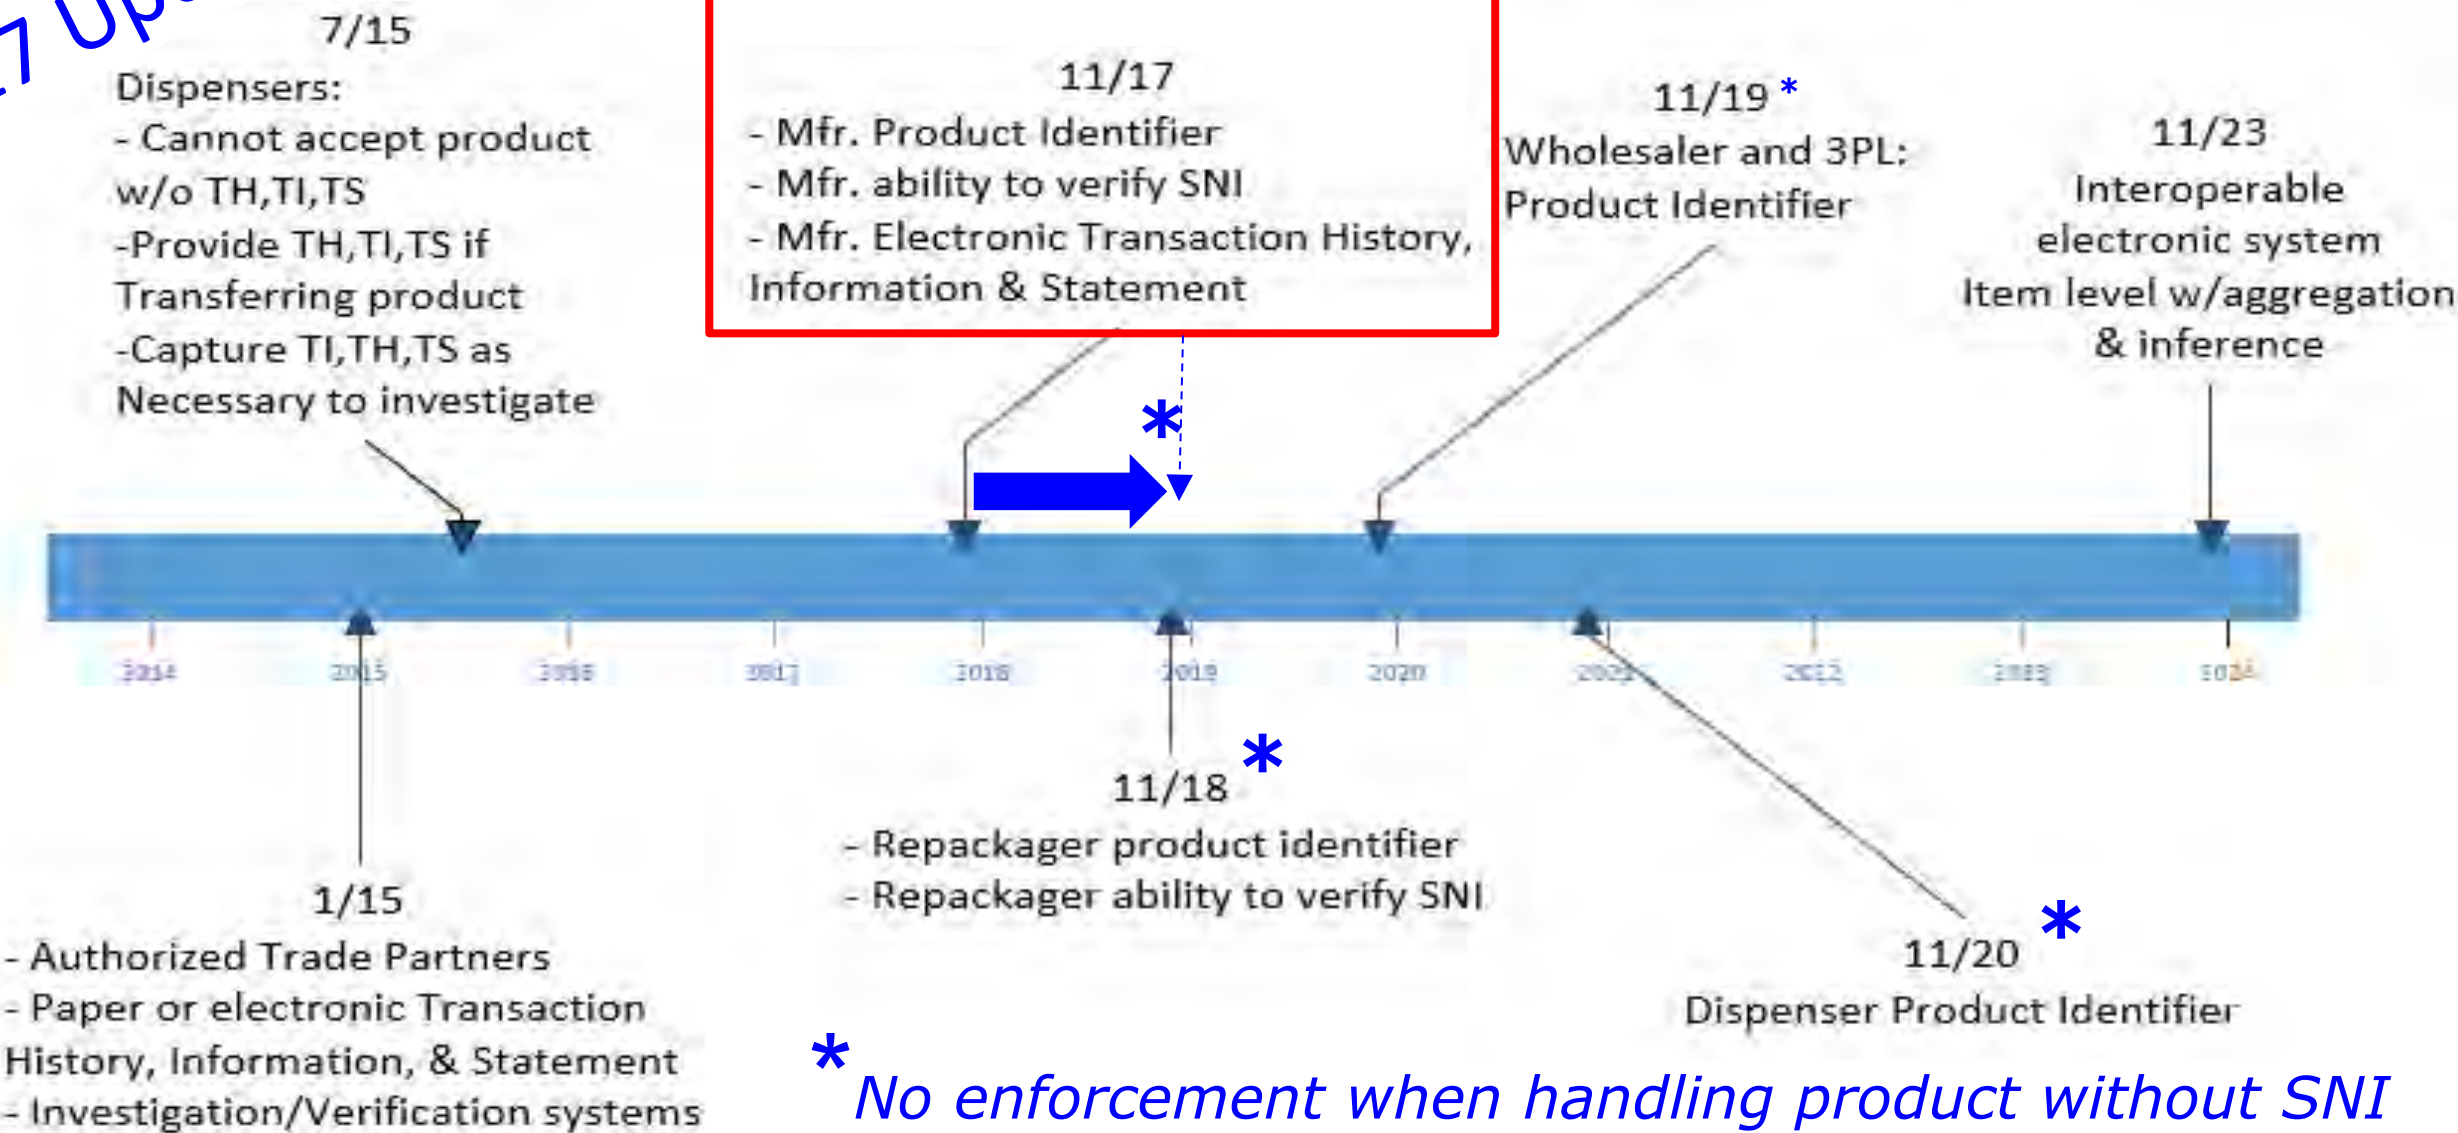 7/15
Dispensers:
- Cannot accept product
w/o TH,TI,TS
-Provide TH,TI,TS if
Transferring product
-Capture TI,TH,TS as
Necessary to investigate
11/17
- Mfr. Product Identifier
- Mfr. ability to verify SNI
- Mfr. Electronic Transaction History,
Information & Statement
*
11/19 *
Wholesaler and 3PL:
Product Identifier
11/23
Interoperable
electronic system
Item level w/aggregation
& inference
2014
2015
2016
2018
2019
2020
1/15
- Authorized Trade Partners
- Paper or electronic Transaction
History, Information, & Statement
- Investigation/Verification systems
11/18 *
- Repackager product identifier
- Repackager ability to verify SNI
11/20 *
Dispenser Product Identifier
*No enforcement when handling product without SNI